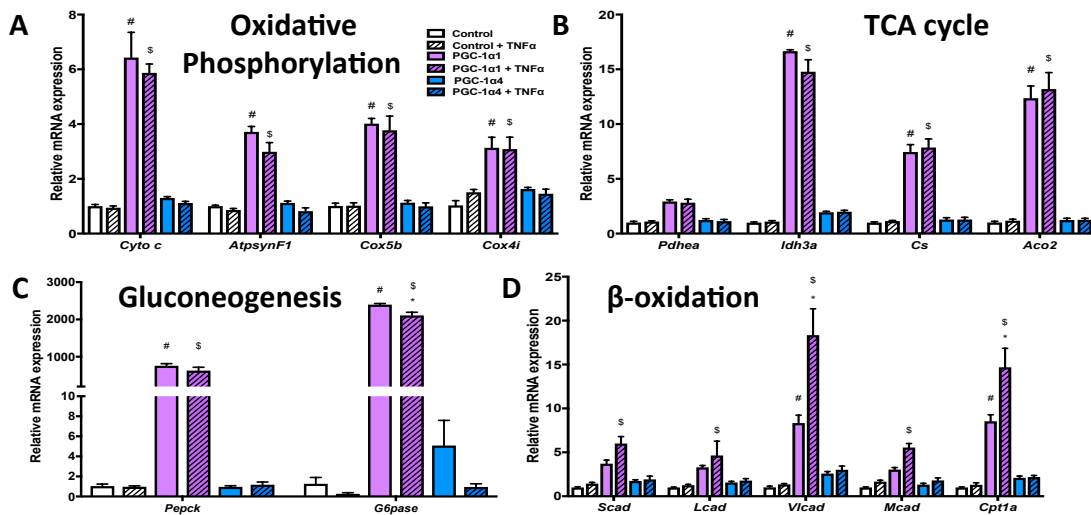 A
Oxidative
Phosphorylation
Relative mRNA expression
8
6
4
2
0
#
$
#
$
#
$
#
$
Cyto c
AtpsynF1
Cox5b
Cox4i
Control
Control + TNFα
PGC-1α1
PGC-1α1 + TNFα
PGC-1α4
PGC-1α4 + TNFα
B
TCA cycle
Relative mRNA expression
20
15
10
5
0
#
$
#
$
#
$
Pdhea
Idh3a
Cs
Aco2
C
Gluconeogenesis
Relative mRNA expression
3000
2000
1000
10
8
6
4
2
0
#
$
#
$
*
Pepck
G6pase
D
β-oxidation
Relative mRNA expression
25
20
15
10
5
0
$
$
#
$
*
$
#
$
*
Scad
Lcad
Vlcad
Mcad
Cpt1a